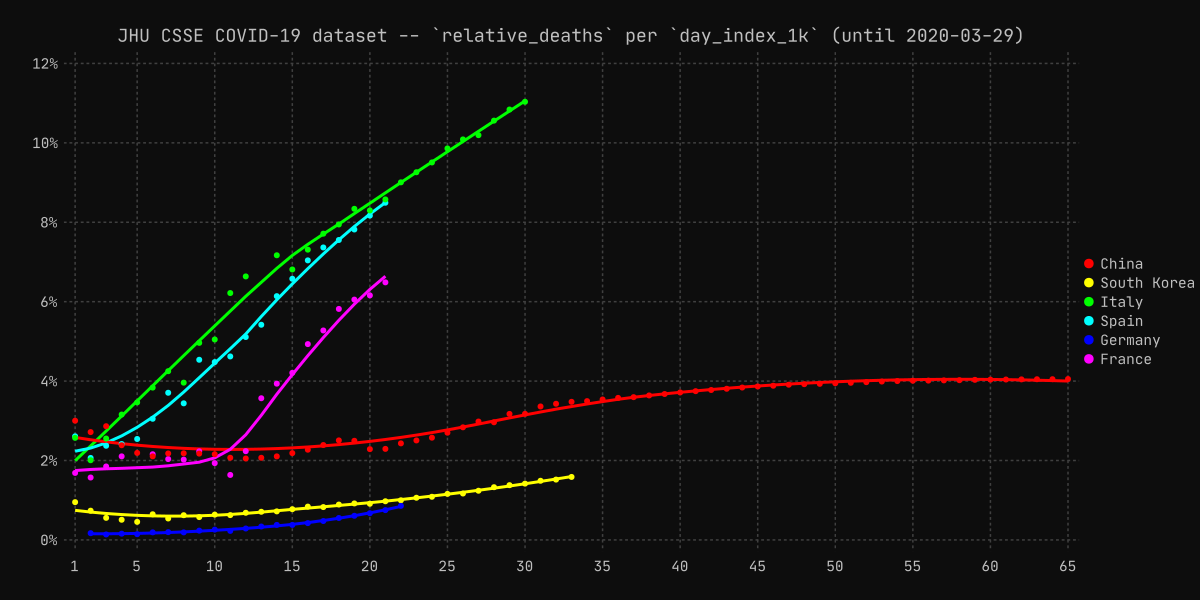 JHU CSSE COVID-19 dataset -- `relative_deaths` per `day_index_1k` (until 2020-03-29)
12%
10%
8%
6%
4%
2%
0%
1 5 10 15 20 25 30 35 40 45 50 55 60 65
China
South Korea
Italy
Spain
Germany
France